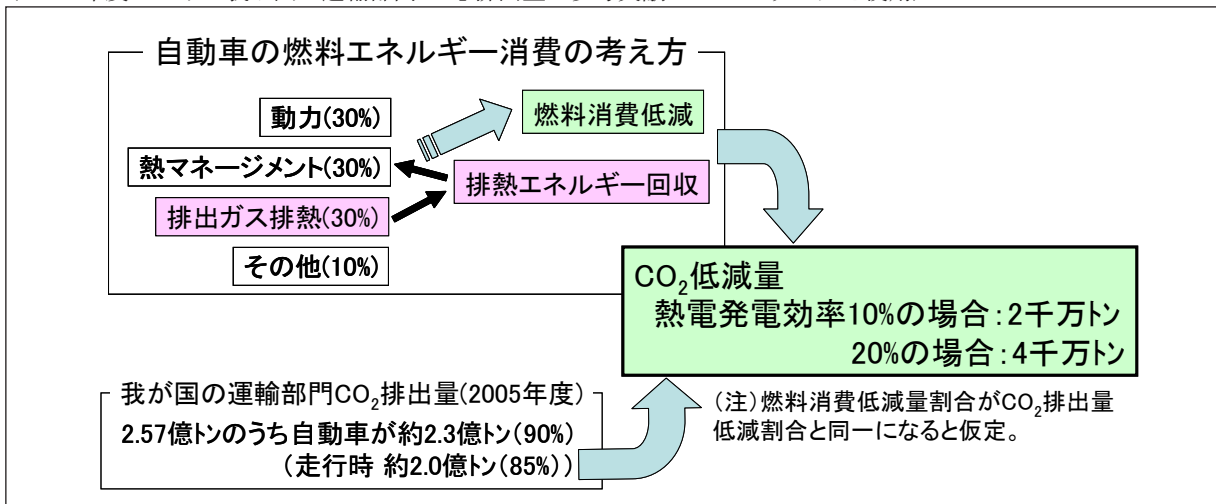 自動車の燃料エネルギー消費の考え方
動力(30%)
熱マネージメント(30%)
排出ガス排熱(30%)
その他(10%)
燃料消費低減
排熱エネルギー回収
CO₂低減量
熱電発電効率10%の場合:2千万トン
20%の場合:4千万トン
我が国の運輸部門CO₂排出量(2005年度)
2.57億トンのうち自動車が約2.3億トン(90%)
(走行時 約2.0億トン(85%))
(注)燃料消費低減量割合がCO₂排出量
低減割合と同一になると仮定。